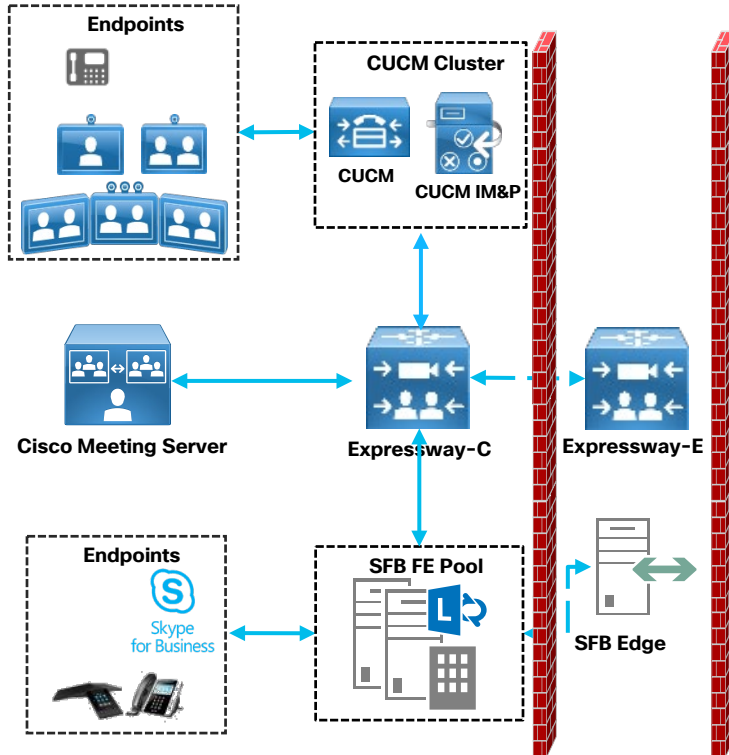 Endpoints
CUCM Cluster
CUCM
CUCM IM&P
Cisco Meeting Server
Expressway-C
Expressway-E
Endpoints
S
Skype
for Business
SFB FE Pool
L
SFB Edge